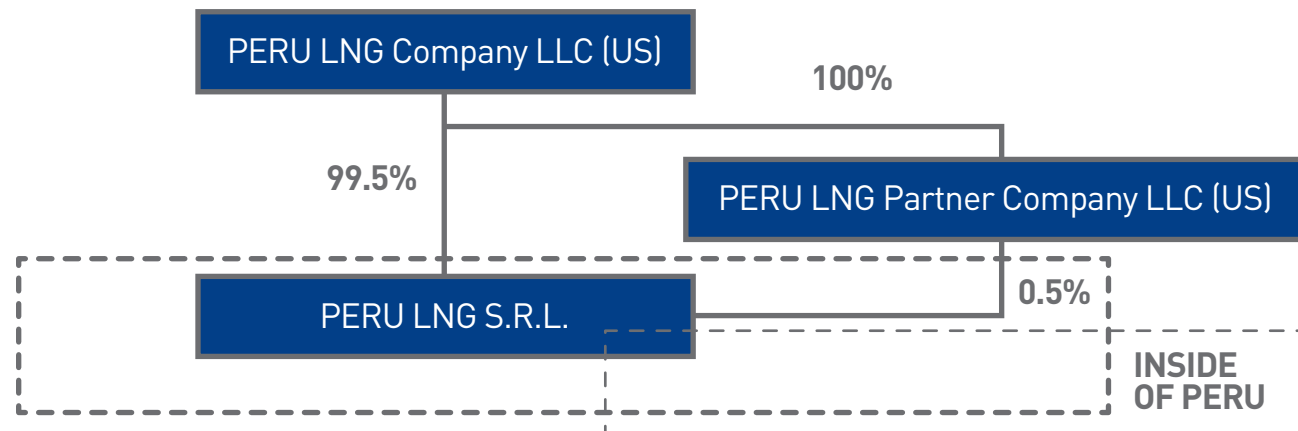 PERU LNG Company LLC (US)
100%
99.5%
PERU LNG Partner Company LLC (US)
PERU LNG S.R.L.
0.5%
INSIDE
OF PERU